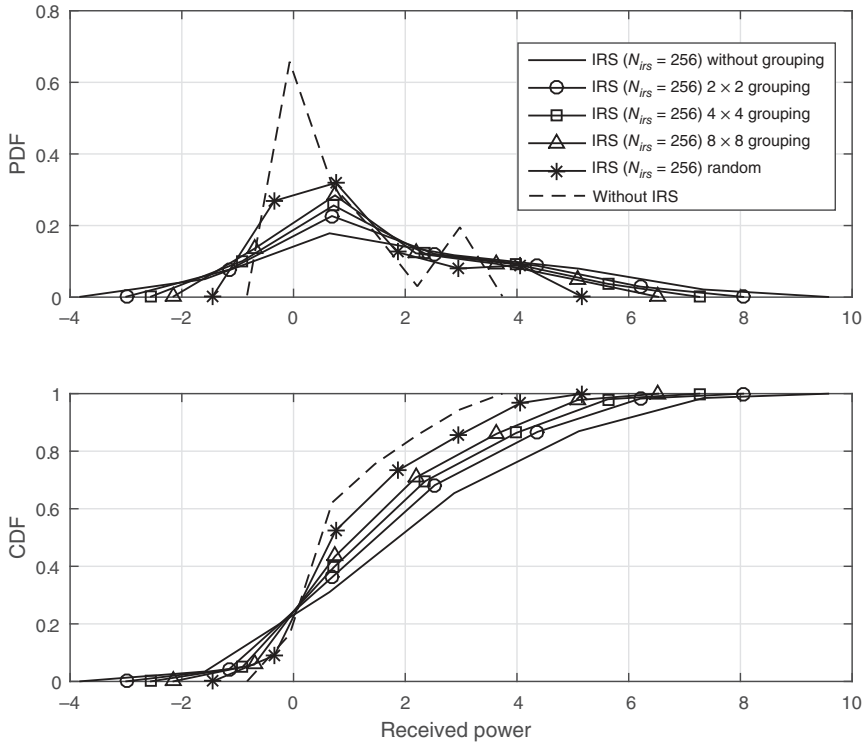 0.8
0.6
0.4
0.2
0
PDF
IRS (N_irs = 256) without grouping
IRS (N_irs = 256) 2 × 2 grouping
IRS (N_irs = 256) 4 × 4 grouping
IRS (N_irs = 256) 8 × 8 grouping
IRS (N_irs = 256) random
Without IRS
−4 −2 0 2 4 6 8 10
1
0.8
0.6
0.4
0.2
0
CDF
−4 −2 0 2 4 6 8 10
Received power